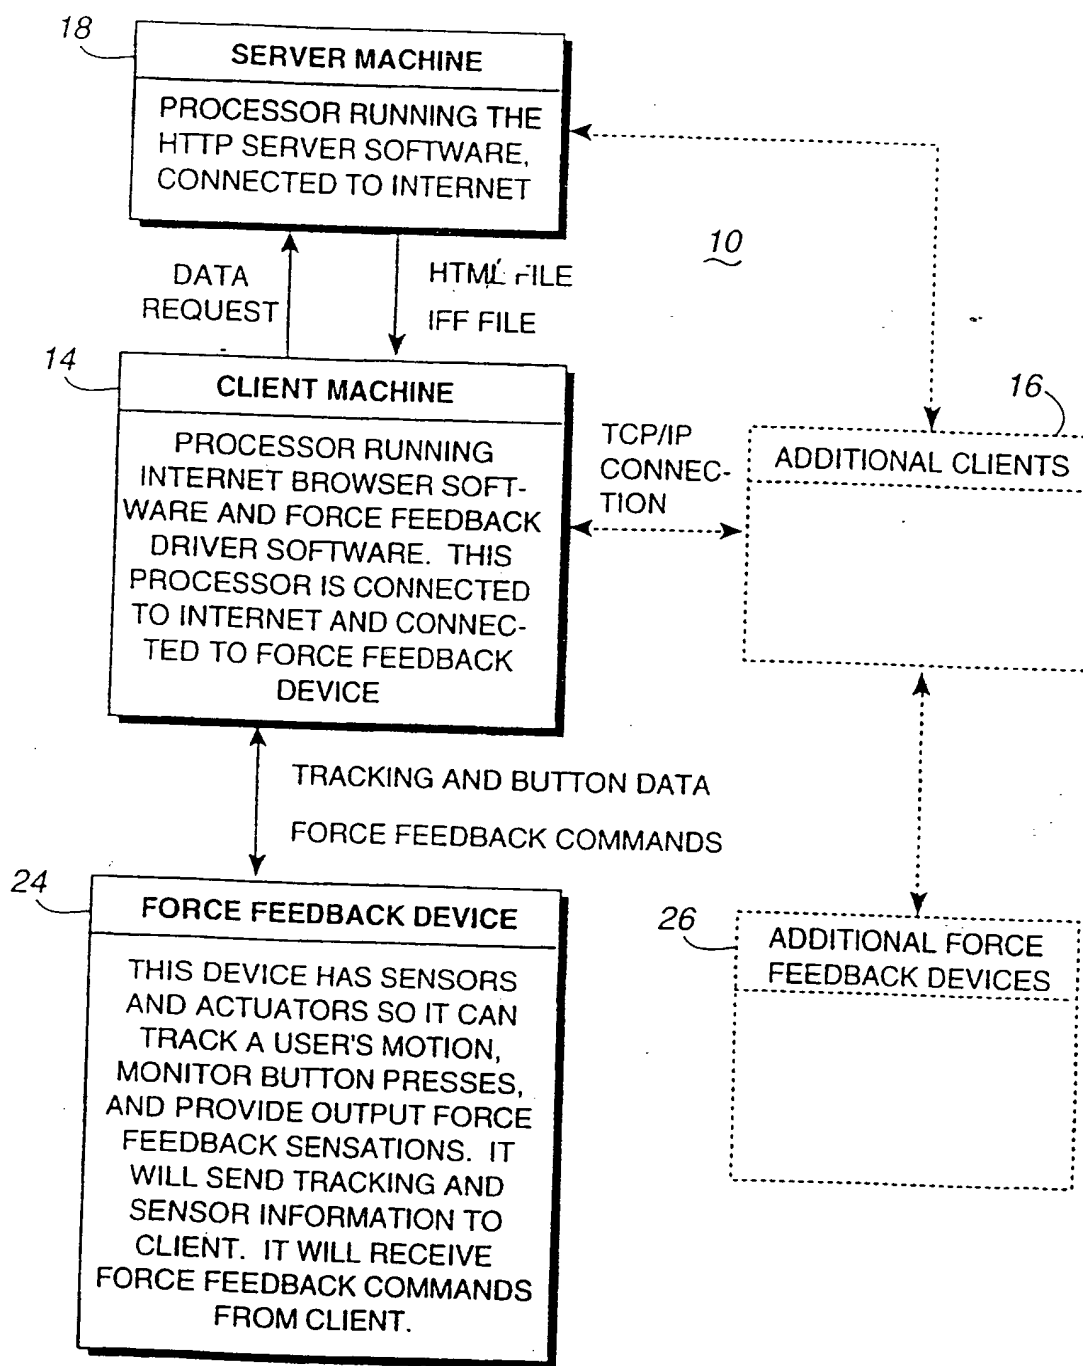 18
SERVER MACHINE
PROCESSOR RUNNING THE
HTTP SERVER SOFTWARE,
CONNECTED TO INTERNET
10
DATA
REQUEST
HTML FILE
IFF FILE
14
CLIENT MACHINE
PROCESSOR RUNNING
INTERNET BROWSER SOFT-
WARE AND FORCE FEEDBACK
DRIVER SOFTWARE. THIS
PROCESSOR IS CONNECTED
TO INTERNET AND CONNEC-
TED TO FORCE FEEDBACK
DEVICE
TCP/IP
CONNEC-
TION
16
ADDITIONAL CLIENTS
TRACKING AND BUTTON DATA
FORCE FEEDBACK COMMANDS
24
FORCE FEEDBACK DEVICE
THIS DEVICE HAS SENSORS
AND ACTUATORS SO IT CAN
TRACK A USER'S MOTION,
MONITOR BUTTON PRESSES,
AND PROVIDE OUTPUT FORCE
FEEDBACK SENSATIONS. IT
WILL SEND TRACKING AND
SENSOR INFORMATION TO
CLIENT. IT WILL RECEIVE
FORCE FEEDBACK COMMANDS
FROM CLIENT.
26
ADDITIONAL FORCE
FEEDBACK DEVICES